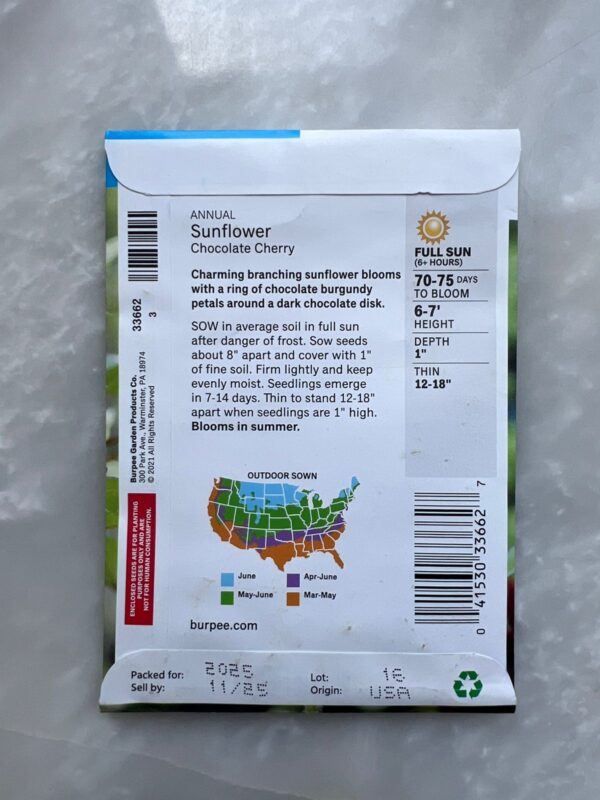 ANNUAL
Sunflower
Chocolate Cherry
Charming branching sunflower blooms
with a ring of chocolate burgundy
petals around a dark chocolate disk.
SOW in average soil in full sun
after danger of frost. Sow seeds
about 8" apart and cover with 1"
of fine soil. Firm lightly and keep
evenly moist. Seedlings emerge
in 7-14 days. Thin to stand 12-18"
apart when seedlings are 1" high.
Blooms in summer.
FULL SUN
(6+ HOURS)
70-75 DAYS
TO BLOOM
6-7'
HEIGHT
DEPTH
1"
THIN
12-18"
33662
3
Burpee Garden Products Co.
300 Park Ave., Warminster, PA 18974
© 2021 All Rights Reserved
ENCLOSED SEEDS ARE FOR PLANTING
PURPOSES ONLY AND ARE
NOT FOR HUMAN CONSUMPTION.
OUTDOOR SOWN
June
Apr-June
May-June
Mar-May
burpee.com
0 41530 33662 7
Packed for: 2025
Sell by: 11/25
Lot: 16
Origin: USA